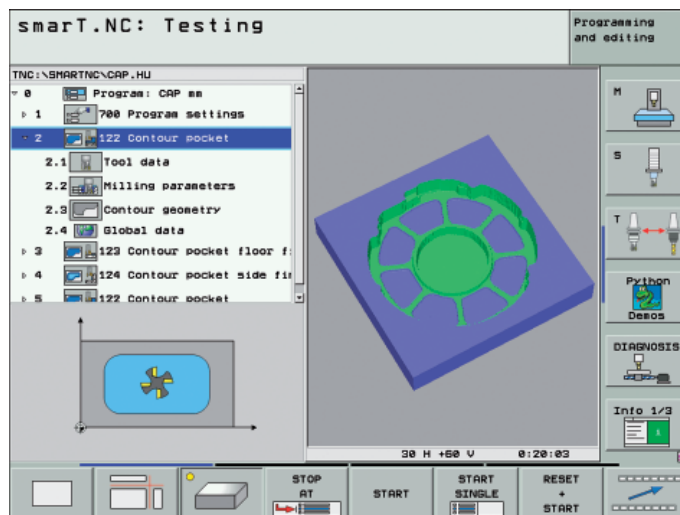 smarT.NC: Testing
Programming
and editing
TNC:\SMARTNC\CAP.HU
0 Program: CAP mm
1 700 Program settings
2 122 Contour pocket
2.1 Tool data
2.2 Milling parameters
2.3 Contour geometry
2.4 Global data
3 123 Contour pocket floor f
4 124 Contour pocket side fi
5 122 Contour pocket
30 H +60 V 0:20:03
M
S
T
Python
Demos
DIAGNOSIS
Info 1/3
STOP
AT
START
START
SINGLE
RESET
+
START